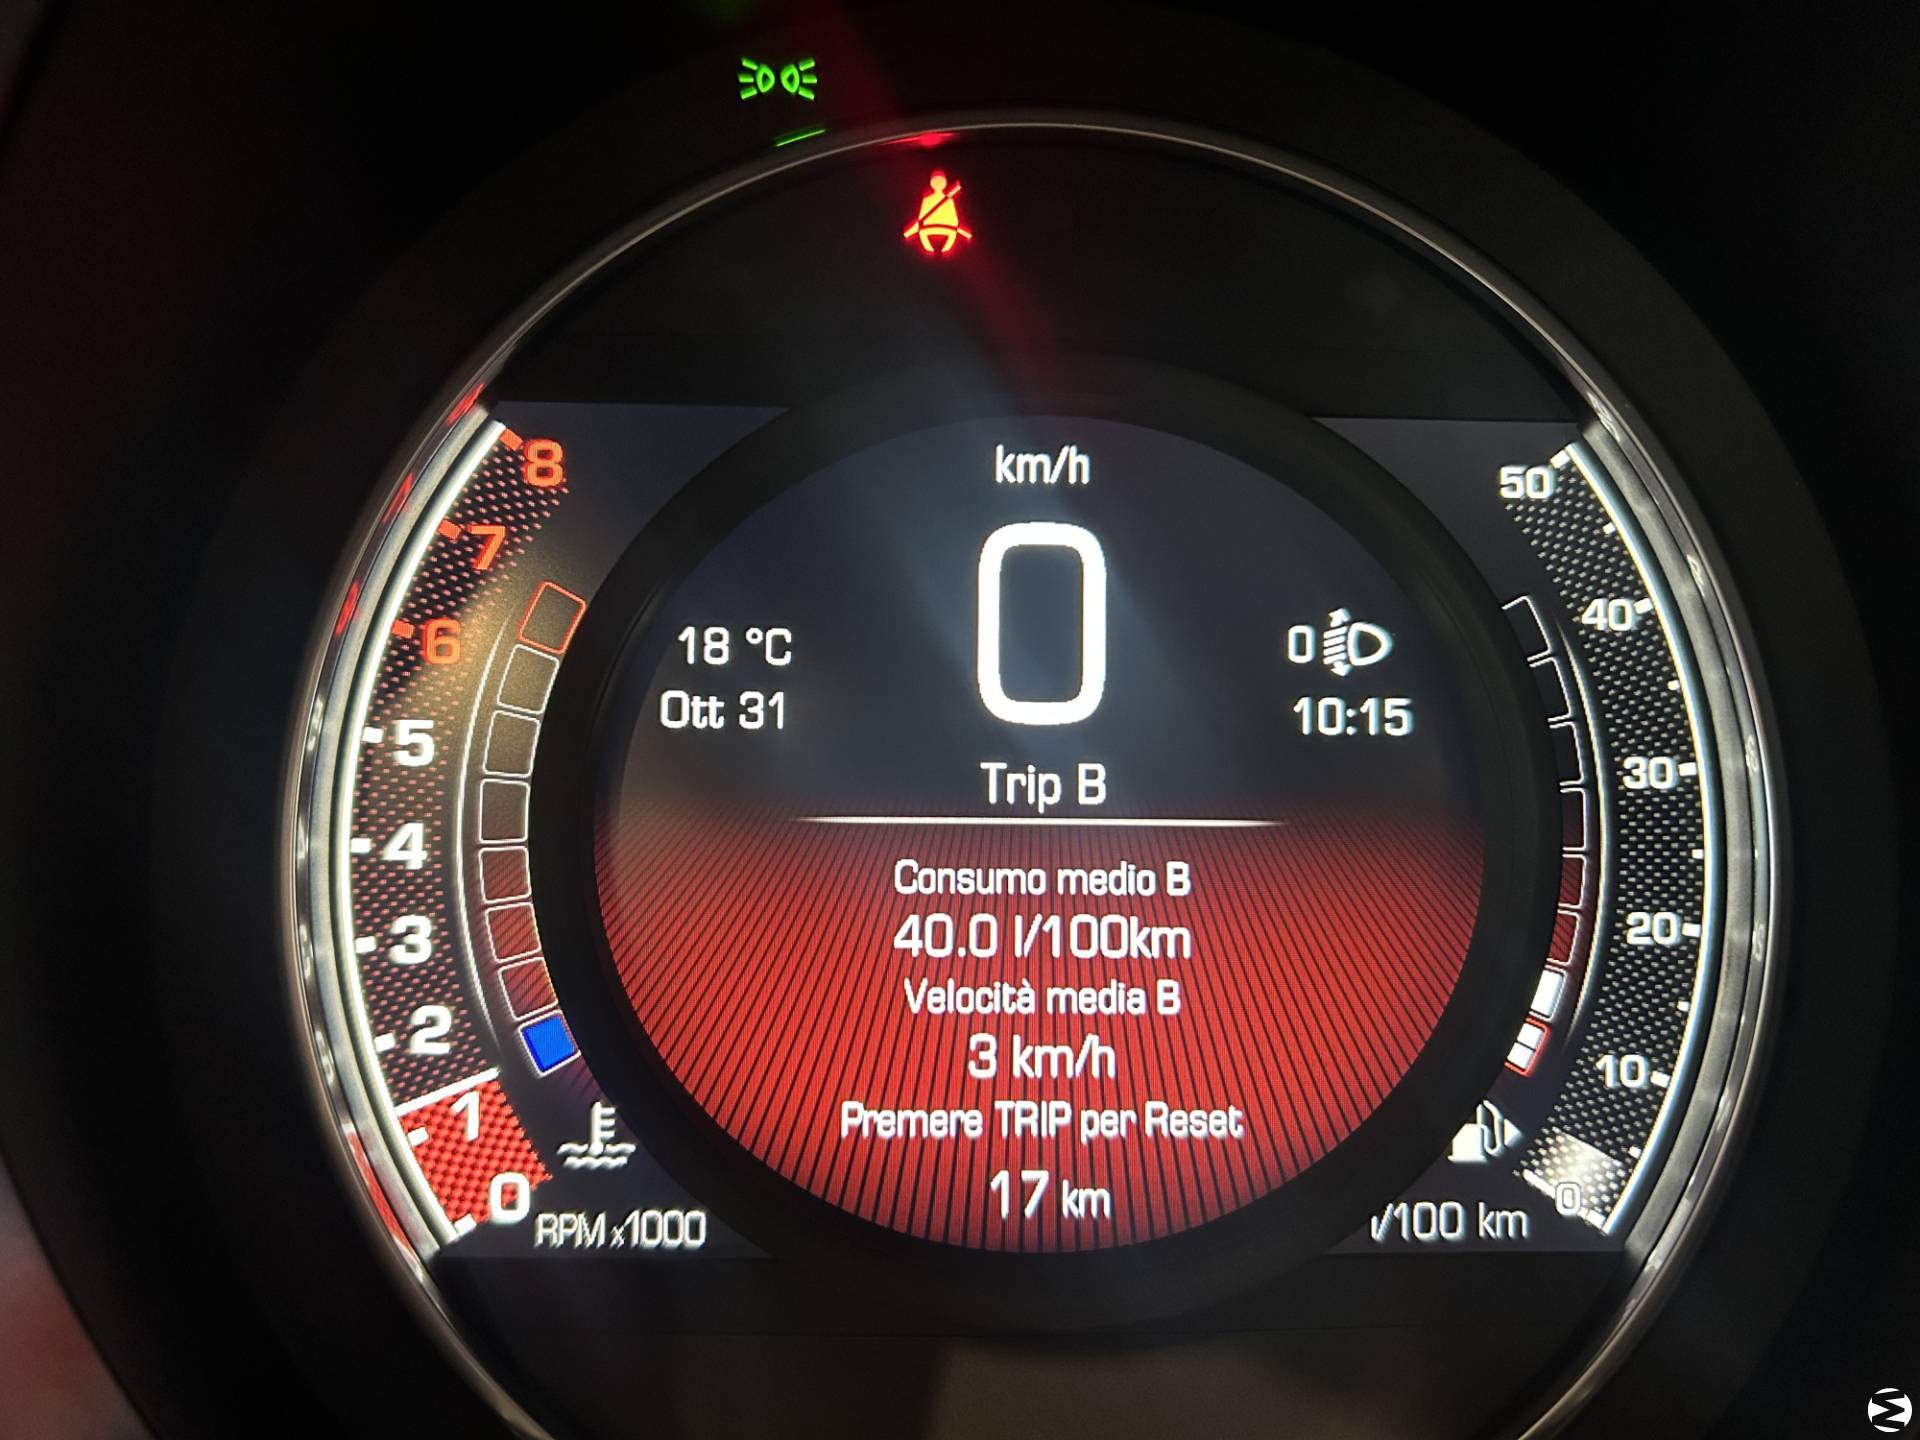 km/h
0
18 °C
Ott 31
0
10:15
Trip B
Consumo medio B
40.0 l/100km
Velocità media B
3 km/h
Premere TRIP per Reset
17 km
8
7
6
5
4
3
2
1
0
RPM x1000
50
40
30
20
10
0
l/100 km